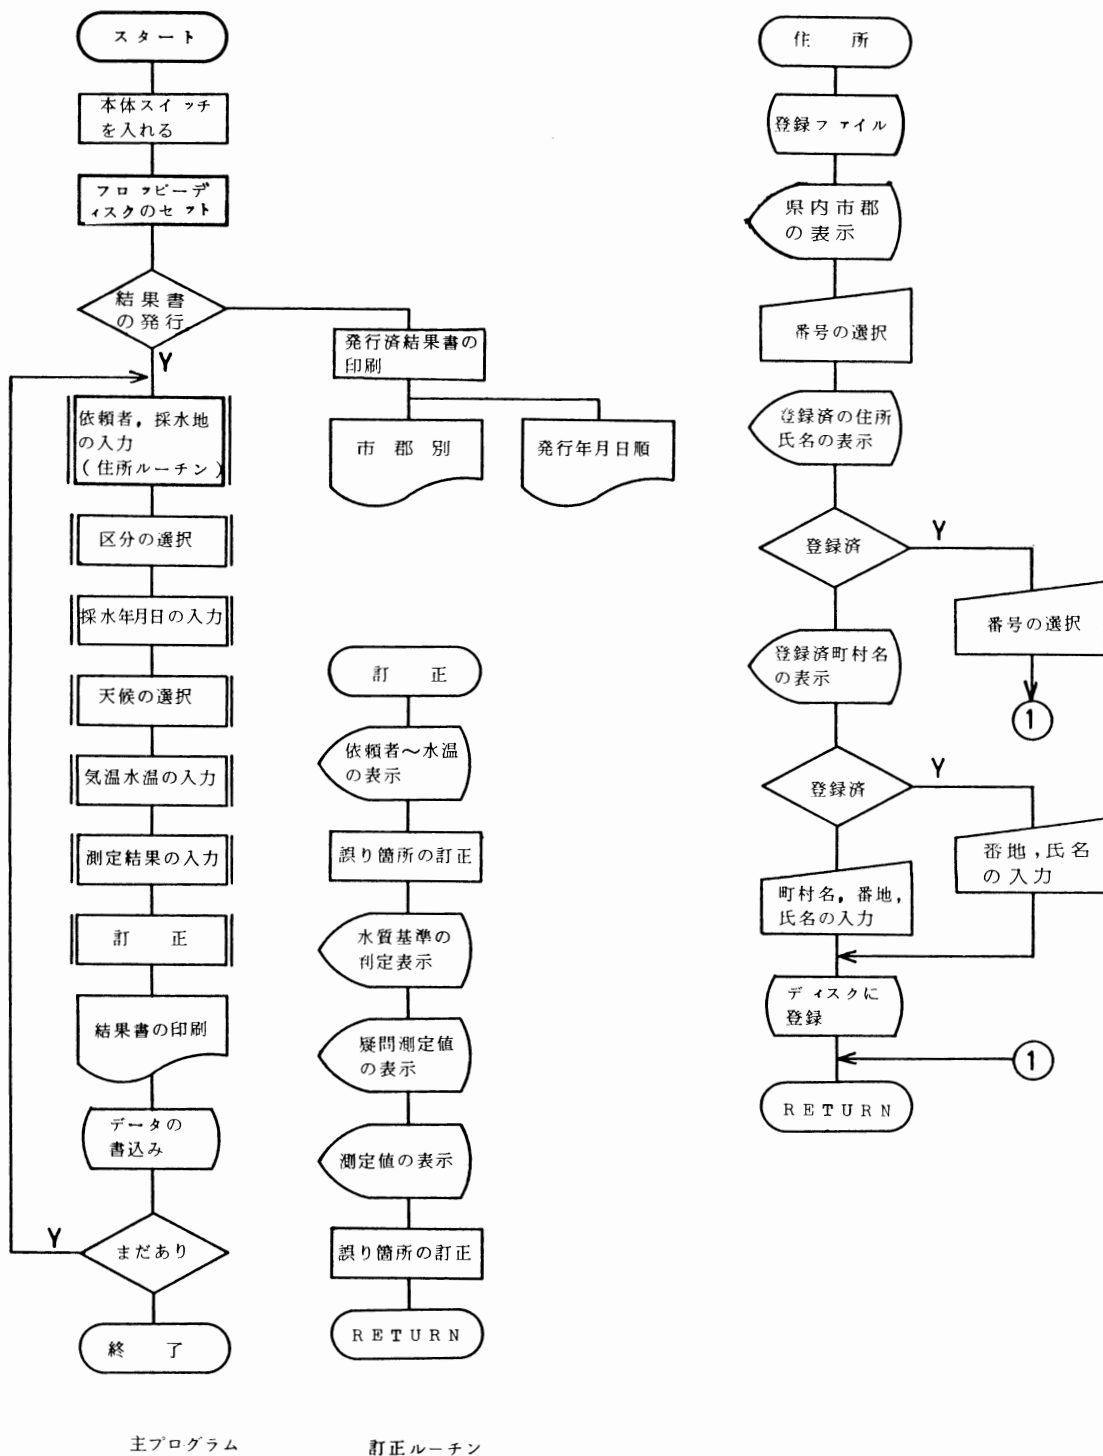 スタート
本体スイッチ
を入れる
フロッピーデ
ィスクのセット
結果書
の発行
Y
発行済結果書の
印刷
市郡別
発行年月日順
依頼者，採水地
の入力
（住所ルーチン）
区分の選択
採水年月日の入力
天候の選択
気温水温の入力
測定結果の入力
訂　正
結果書の印刷
データの
書込み
Y
まだあり
終　了
主プログラム
訂　正
依頼者～水温
の表示
誤り箇所の訂正
水質基準の
判定表示
疑問測定値
の表示
測定値の表示
誤り箇所の訂正
RETURN
訂正ルーチン
住　所
登録ファイル
県内市郡
の表示
番号の選択
登録済の住所
氏名の表示
登録済
Y
番号の選択
1
登録済町村名
の表示
登録済
Y
番地，氏名
の入力
町村名，番地，
氏名の入力
ディスクに
登録
1
RETURN